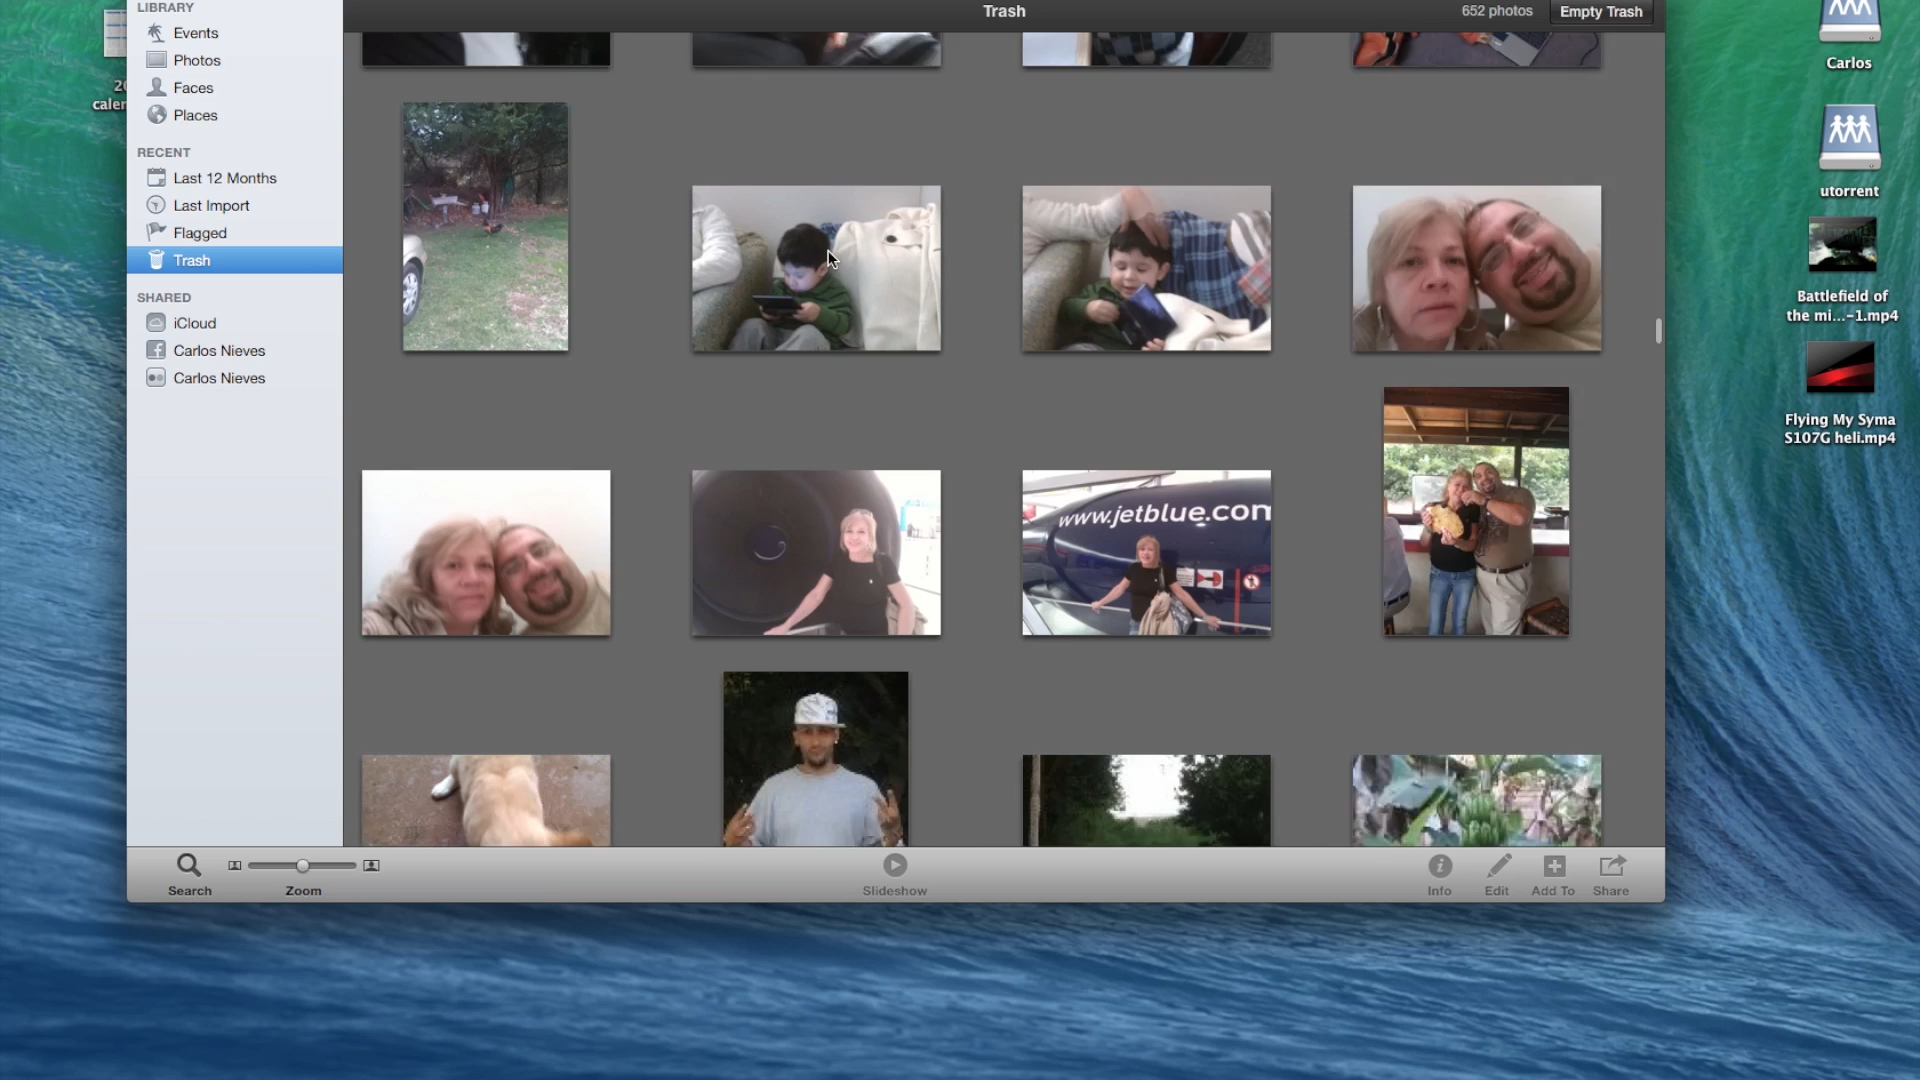 LIBRARY
Trash
652 photos
Empty Trash
Events
Photos
Faces
Places
RECENT
Last 12 Months
Last Import
Flagged
Trash
SHARED
iCloud
Carlos Nieves
Carlos Nieves
www.jetblue.com
Search
Zoom
Slideshow
Info
Edit
Add To
Share
20
calen
Carlos
utorrent
Battlefield of
the mi...-1.mp4
Flying My Syma
S107G heli.mp4